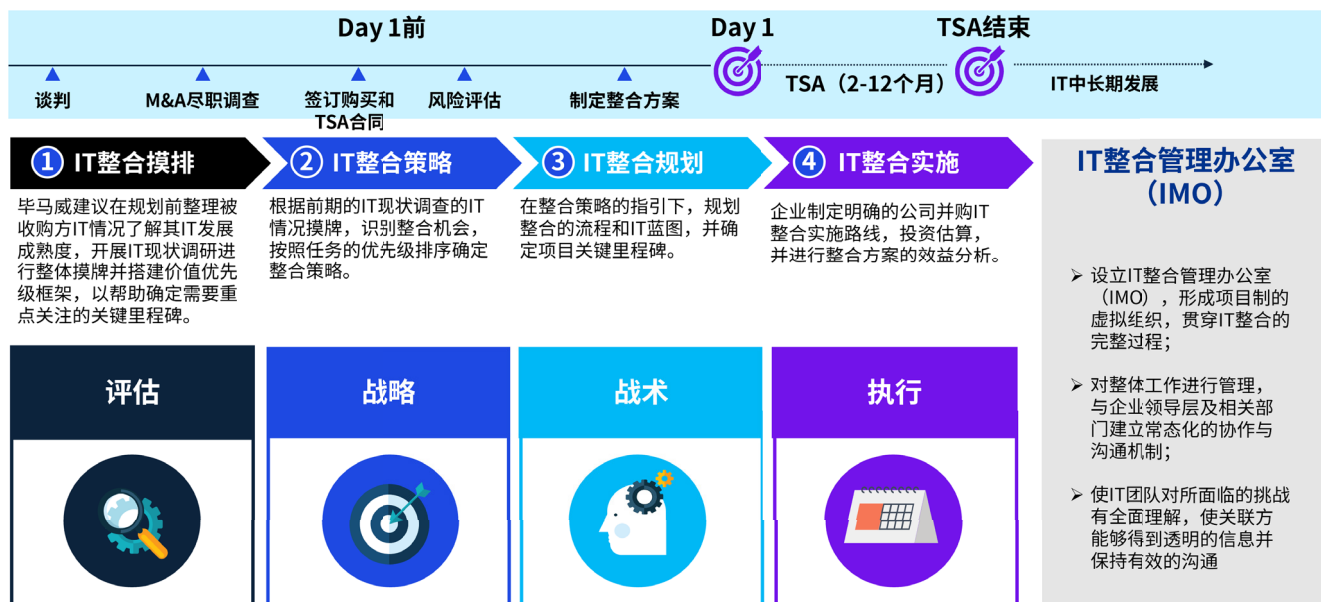 Day 1前
Day 1
TSA结束
谈判
M&A尽职调查
签订购买和
TSA合同
风险评估
制定整合方案
TSA（2-12个月）
IT中长期发展
1 IT整合摸排
毕马威建议在规划前整理被
收购方IT情况了解其IT发展
成熟度，开展IT现状调研进
行整体摸牌并搭建价值优先
级框架，以帮助确定需要重
点关注的关键里程碑。
2 IT整合策略
根据前期的IT现状调查的IT
情况摸牌，识别整合机会，
按照任务的优先级排序确定
整合策略。
3 IT整合规划
在整合策略的指引下，规划
整合的流程和IT蓝图，并确
定项目关键里程碑。
4 IT整合实施
企业制定明确的公司并购IT
整合实施路线，投资估算，
并进行整合方案的效益分析。
评估
战略
战术
执行
IT整合管理办公室
（IMO）
➢ 设立IT整合管理办公室
（IMO），形成项目制的
虚拟组织，贯穿IT整合的
完整过程；
➢ 对整体工作进行管理，
与企业领导层及相关部
门建立常态化的协作与
沟通机制；
➢ 使IT团队对所面临的挑战
有全面理解，使关联方
能够得到透明的信息并
保持有效的沟通